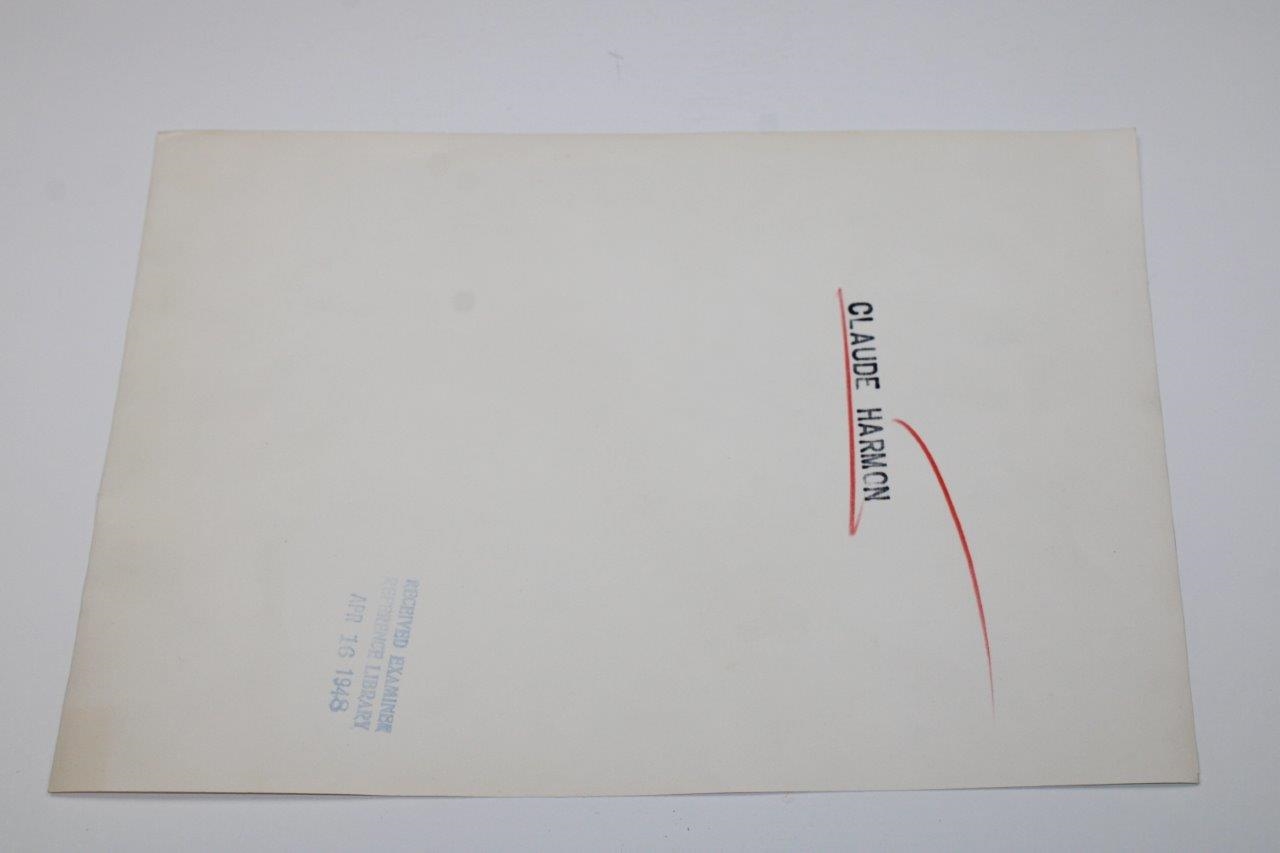 CLAUDE HARMON
RECEIVED EXAMINER
REFERENCE LIBRARY
APR 16 1948